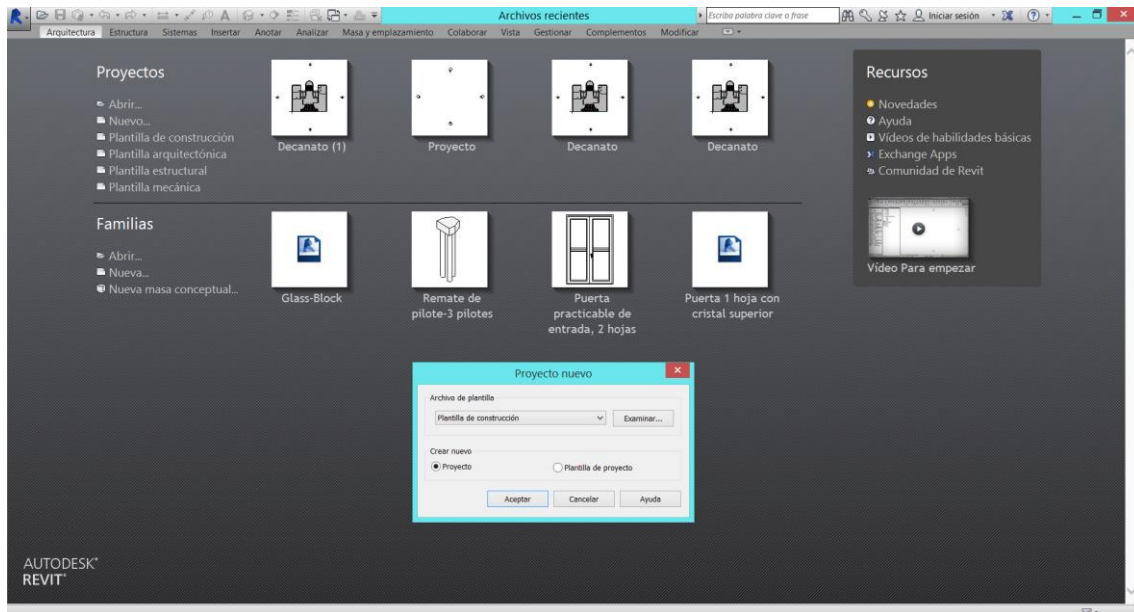 Archivos recientes
Escriba palabra clave o frase
Iniciar sesión
Arquitectura Estructura Sistemas Insertar Anotar Analizar Masa y emplazamiento Colaborar Vista Gestionar Complementos Modificar
Proyectos
Abrir...
Nuevo...
Plantilla de construcción
Plantilla arquitectónica
Plantilla estructural
Plantilla mecánica
Decanato (1)
Proyecto
Decanato
Decanato
Recursos
Novedades
Ayuda
Vídeos de habilidades básicas
Exchange Apps
Comunidad de Revit
Vídeo Para empezar
Familias
Abrir...
Nueva...
Nueva masa conceptual...
Glass-Block
Remate de
pilote-3 pilotes
Puerta
practicable de
entrada, 2 hojas
Puerta 1 hoja con
cristal superior
Proyecto nuevo
Archivo de plantilla
Plantilla de construcción
Examinar...
Crear nuevo
Proyecto
Plantilla de proyecto
Aceptar
Cancelar
Ayuda
AUTODESK®
REVIT®